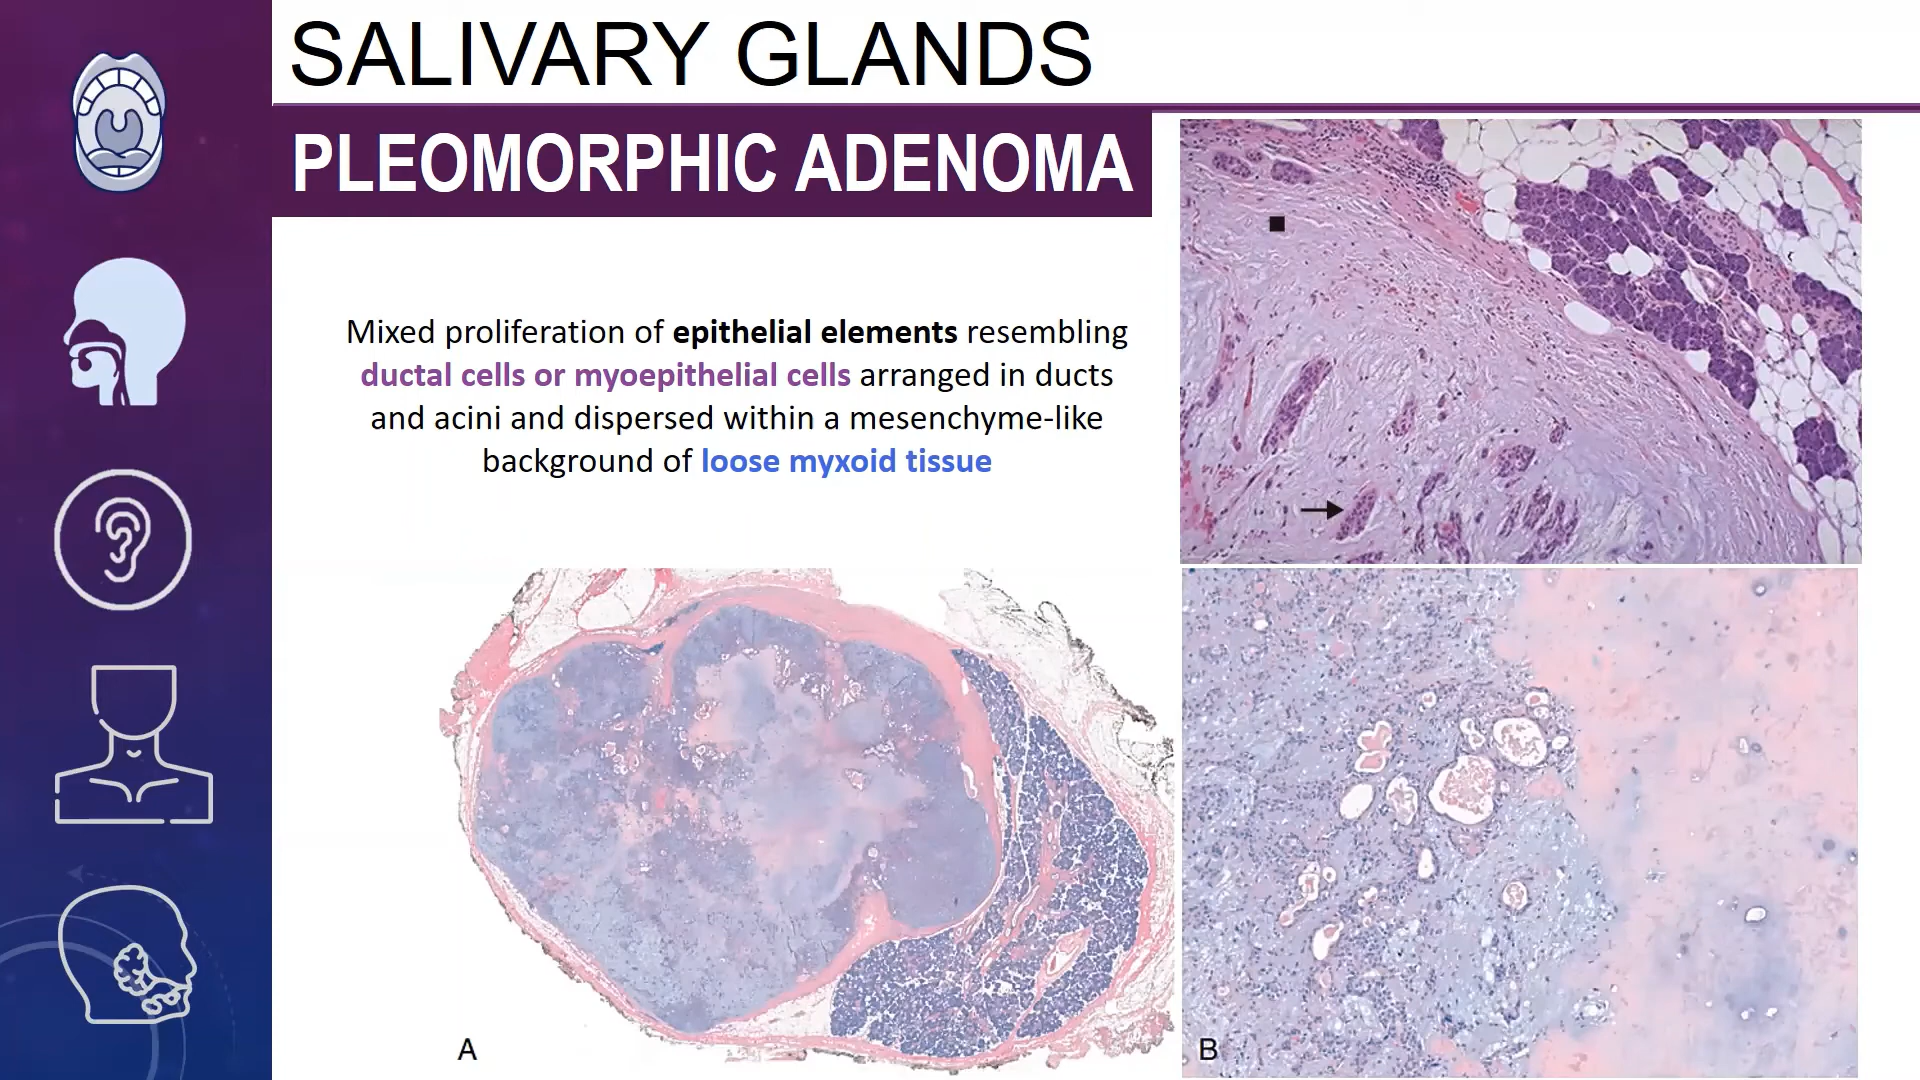 SALIVARY GLANDS
PLEOMORPHIC ADENOMA
Mixed proliferation of epithelial elements resembling
ductal cells or myoepithelial cells arranged in ducts
and acini and dispersed within a mesenchyme-like
background of loose myxoid tissue
A
B